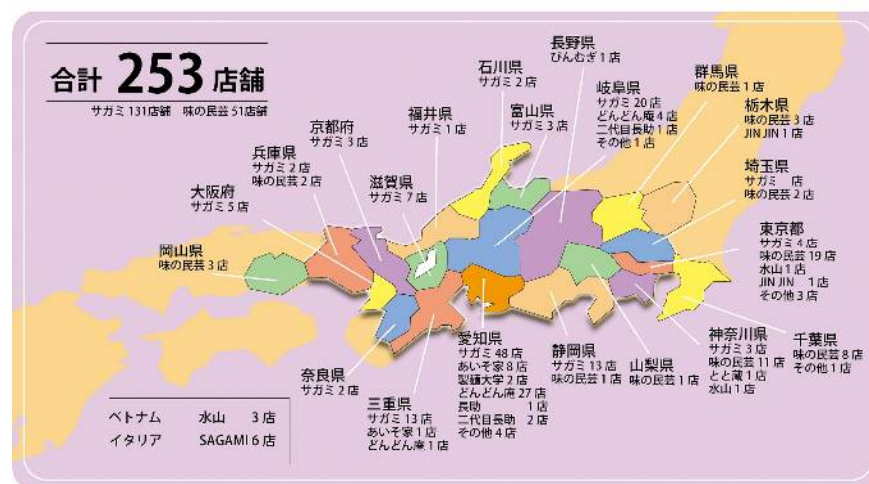 合計 253 店舗
サガミ 131店舗 味の民芸 51店舗
長野県
びんむぎ 1 店
石川県
サガミ 2 店
群馬県
味の民芸 1 店
岐阜県
サガミ 20 店
どんどん庵 4 店
二代目長助 1 店
その他 1 店
富山県
サガミ 3 店
栃木県
味の民芸 3 店
JIN JIN 1 店
福井県
サガミ 1 店
京都府
サガミ 3 店
兵庫県
サガミ 2 店
味の民芸 2 店
滋賀県
サガミ 7 店
埼玉県
サガミ 店
味の民芸 2 店
大阪府
サガミ 5 店
岡山県
味の民芸 3 店
東京都
サガミ 4 店
味の民芸 19 店
水山 1 店
JIN JIN 1 店
その他 3 店
奈良県
サガミ 2 店
三重県
サガミ 13 店
あいそ家 1 店
どんどん庵 1 店
愛知県
サガミ 48 店
あいそ家 8 店
製麺大学 2 店
どんどん庵 27 店
長助 1 店
二代目長助 2 店
その他 4 店
静岡県
サガミ 13 店
味の民芸 1 店
山梨県
味の民芸 1 店
神奈川県
サガミ 3 店
味の民芸 11 店
とと蔵 1 店
水山 1 店
千葉県
味の民芸 8 店
その他 1 店
ベトナム 水山 3 店
イタリア SAGAMI 6 店